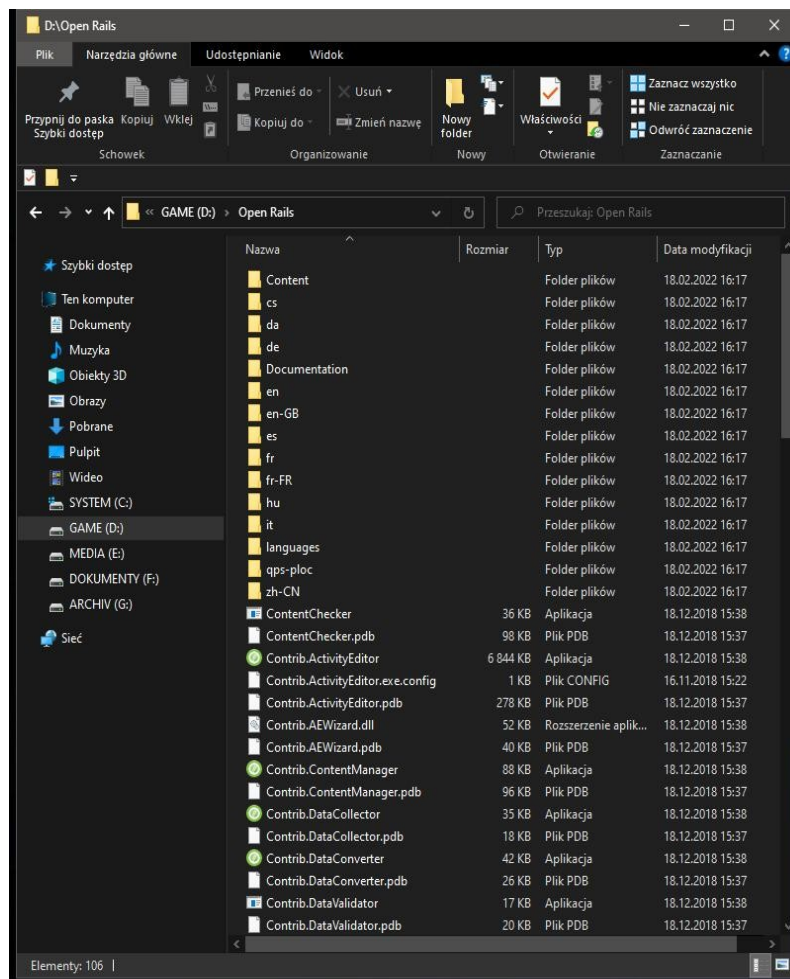 D:\Open Rails
Plik Narzędzia główne Udostępnianie Widok
Przypnij do paska Szybki dostęp
Kopiuj
Wklej
Przenieś do
Kopiuj do
Usuń
Zmień nazwę
Nowy folder
Właściwości
Zaznacz wszystko
Nie zaznaczaj nic
Odwróć zaznaczenie
Schowek Organizowanie Nowy Otwieranie Zaznaczanie
« GAME (D:) › Open Rails
Przeszukaj: Open Rails
Szybki dostęp
Ten komputer
Dokumenty
Muzyka
Obiekty 3D
Obrazy
Pobrane
Pulpit
Wideo
SYSTEM (C:)
GAME (D:)
MEDIA (E:)
DOKUMENTY (F:)
ARCHIV (G:)
Sieć
Nazwa Rozmiar Typ Data modyfikacji
Content Folder plików 18.02.2022 16:17
cs Folder plików 18.02.2022 16:17
da Folder plików 18.02.2022 16:17
de Folder plików 18.02.2022 16:17
Documentation Folder plików 18.02.2022 16:17
en Folder plików 18.02.2022 16:17
en-GB Folder plików 18.02.2022 16:17
es Folder plików 18.02.2022 16:17
fr Folder plików 18.02.2022 16:17
fr-FR Folder plików 18.02.2022 16:17
hu Folder plików 18.02.2022 16:17
it Folder plików 18.02.2022 16:17
languages Folder plików 18.02.2022 16:17
qps-ploc Folder plików 18.02.2022 16:17
zh-CN Folder plików 18.02.2022 16:17
ContentChecker 36 KB Aplikacja 18.12.2018 15:38
ContentChecker.pdb 98 KB Plik PDB 18.12.2018 15:37
Contrib.ActivityEditor 6 844 KB Aplikacja 18.12.2018 15:38
Contrib.ActivityEditor.exe.config 1 KB Plik CONFIG 16.11.2018 15:22
Contrib.ActivityEditor.pdb 278 KB Plik PDB 18.12.2018 15:37
Contrib.AEWizard.dll 52 KB Rozszerzenie aplik... 18.12.2018 15:38
Contrib.AEWizard.pdb 40 KB Plik PDB 18.12.2018 15:37
Contrib.ContentManager 88 KB Aplikacja 18.12.2018 15:38
Contrib.ContentManager.pdb 96 KB Plik PDB 18.12.2018 15:37
Contrib.DataCollector 35 KB Aplikacja 18.12.2018 15:38
Contrib.DataCollector.pdb 18 KB Plik PDB 18.12.2018 15:37
Contrib.DataConverter 42 KB Aplikacja 18.12.2018 15:38
Contrib.DataConverter.pdb 26 KB Plik PDB 18.12.2018 15:37
Contrib.DataValidator 17 KB Aplikacja 18.12.2018 15:38
Contrib.DataValidator.pdb 20 KB Plik PDB 18.12.2018 15:37
Elementy: 106